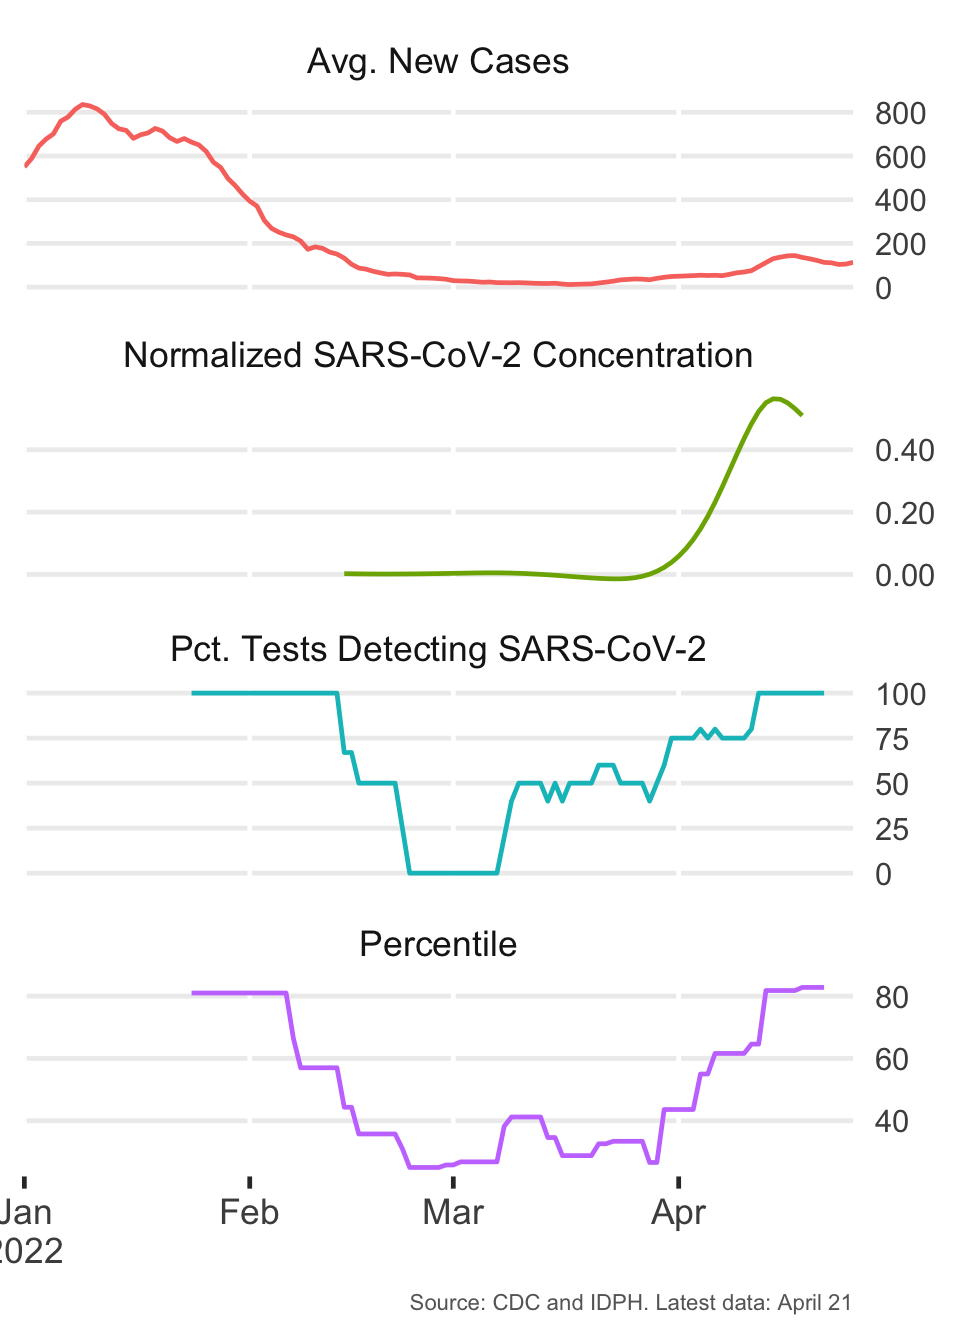 Avg. New Cases
800
600
400
200
0
Normalized SARS-CoV-2 Concentration
0.40
0.20
0.00
Pct. Tests Detecting SARS-CoV-2
100
75
50
25
0
Percentile
80
60
40
Jan Feb Mar Apr
2022
Source: CDC and IDPH. Latest data: April 21